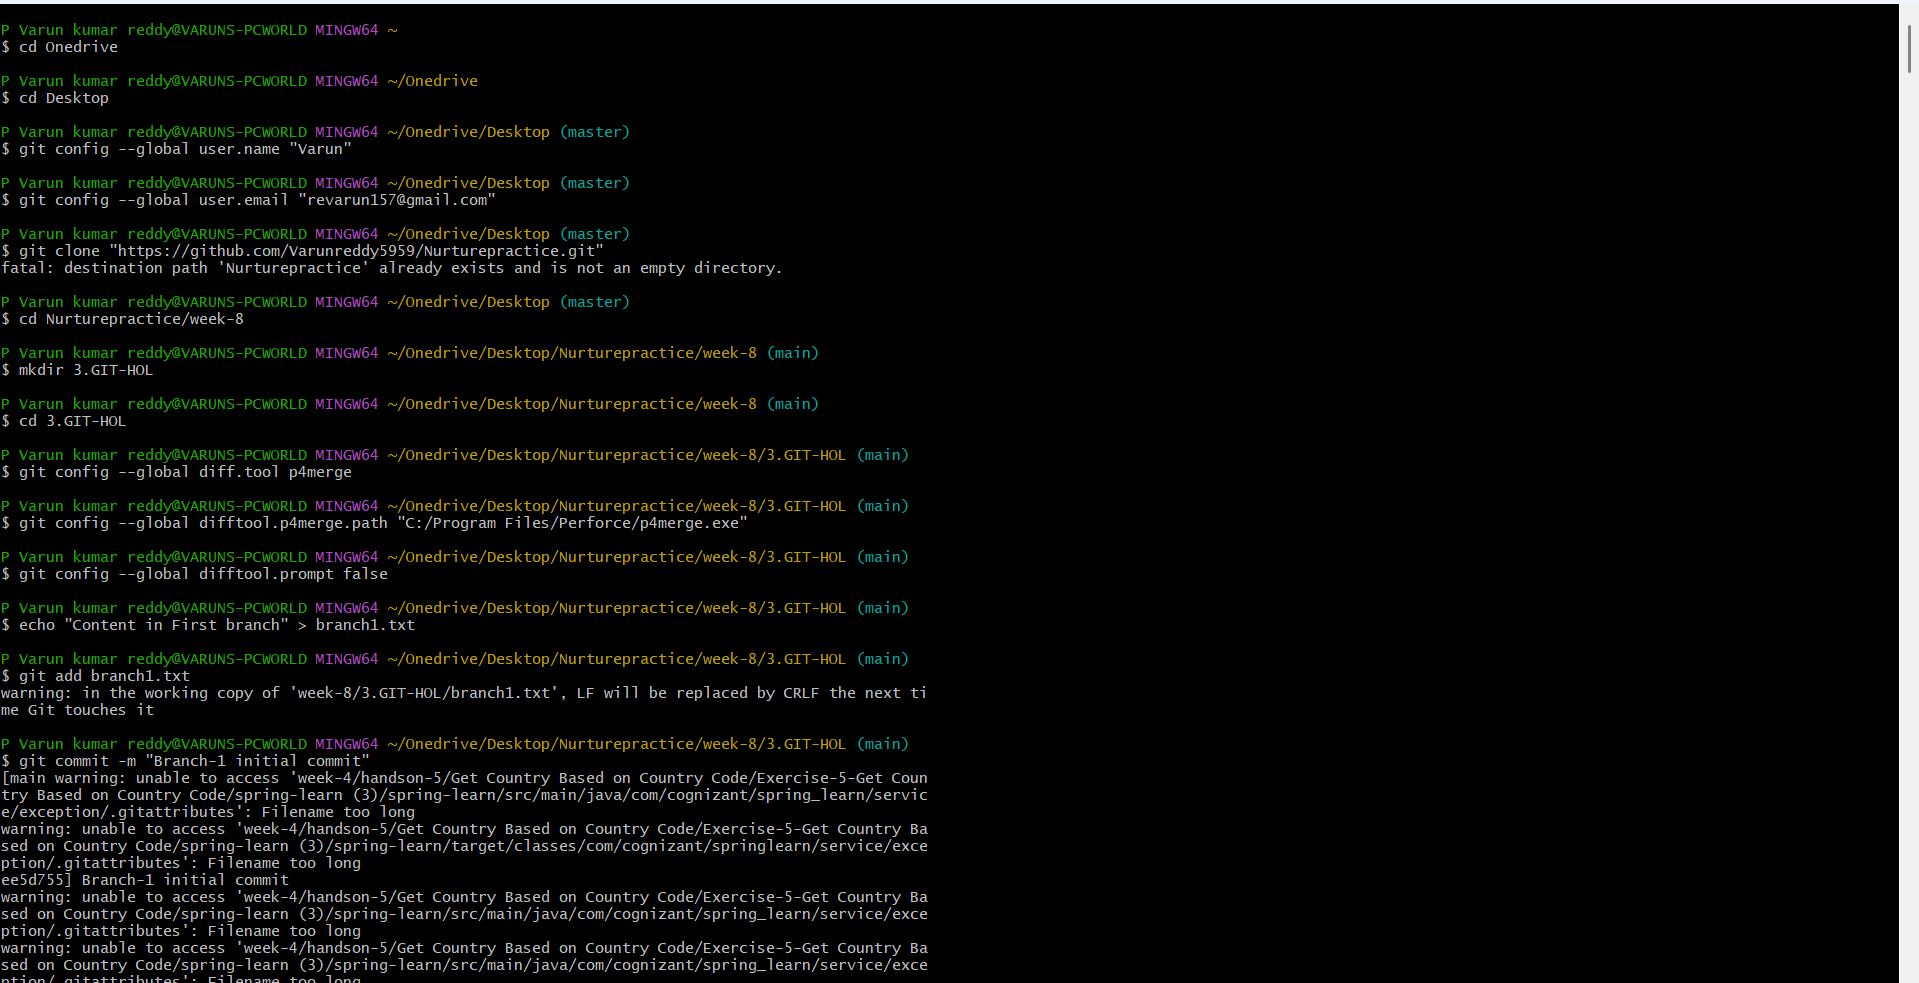 P Varun kumar reddy@VARUNS-PCWORLD MINGW64 ~
$ cd Onedrive
P Varun kumar reddy@VARUNS-PCWORLD MINGW64 ~/Onedrive
$ cd Desktop
P Varun kumar reddy@VARUNS-PCWORLD MINGW64 ~/Onedrive/Desktop (master)
$ git config --global user.name "Varun"
P Varun kumar reddy@VARUNS-PCWORLD MINGW64 ~/Onedrive/Desktop (master)
$ git config --global user.email "revarun157@gmail.com"
P Varun kumar reddy@VARUNS-PCWORLD MINGW64 ~/Onedrive/Desktop (master)
$ git clone "https://github.com/Varunreddy5959/Nurturepractice.git"
fatal: destination path 'Nurturepractice' already exists and is not an empty directory.
P Varun kumar reddy@VARUNS-PCWORLD MINGW64 ~/Onedrive/Desktop (master)
$ cd Nurturepractice/week-8
P Varun kumar reddy@VARUNS-PCWORLD MINGW64 ~/Onedrive/Desktop/Nurturepractice/week-8 (main)
$ mkdir 3.GIT-HOL
P Varun kumar reddy@VARUNS-PCWORLD MINGW64 ~/Onedrive/Desktop/Nurturepractice/week-8 (main)
$ cd 3.GIT-HOL
P Varun kumar reddy@VARUNS-PCWORLD MINGW64 ~/Onedrive/Desktop/Nurturepractice/week-8/3.GIT-HOL (main)
$ git config --global diff.tool p4merge
P Varun kumar reddy@VARUNS-PCWORLD MINGW64 ~/Onedrive/Desktop/Nurturepractice/week-8/3.GIT-HOL (main)
$ git config --global difftool.p4merge.path "C:/Program Files/Perforce/p4merge.exe"
P Varun kumar reddy@VARUNS-PCWORLD MINGW64 ~/Onedrive/Desktop/Nurturepractice/week-8/3.GIT-HOL (main)
$ git config --global difftool.prompt false
P Varun kumar reddy@VARUNS-PCWORLD MINGW64 ~/Onedrive/Desktop/Nurturepractice/week-8/3.GIT-HOL (main)
$ echo "Content in First branch" > branch1.txt
P Varun kumar reddy@VARUNS-PCWORLD MINGW64 ~/Onedrive/Desktop/Nurturepractice/week-8/3.GIT-HOL (main)
$ git add branch1.txt
warning: in the working copy of 'week-8/3.GIT-HOL/branch1.txt', LF will be replaced by CRLF the next ti
me Git touches it
P Varun kumar reddy@VARUNS-PCWORLD MINGW64 ~/Onedrive/Desktop/Nurturepractice/week-8/3.GIT-HOL (main)
$ git commit -m "Branch-1 initial commit"
[main warning: unable to access 'week-4/handson-5/Get Country Based on Country Code/Exercise-5-Get Coun
try Based on Country Code/spring-learn (3)/spring-learn/src/main/java/com/cognizant/spring_learn/servic
e/exception/.gitattributes': Filename too long
warning: unable to access 'week-4/handson-5/Get Country Based on Country Code/Exercise-5-Get Country Ba
sed on Country Code/spring-learn (3)/spring-learn/target/classes/com/cognizant/springlearn/service/exce
ption/.gitattributes': Filename too long
ee5d755] Branch-1 initial commit
warning: unable to access 'week-4/handson-5/Get Country Based on Country Code/Exercise-5-Get Country Ba
sed on Country Code/spring-learn (3)/spring-learn/src/main/java/com/cognizant/spring_learn/service/exce
ption/.gitattributes': Filename too long
warning: unable to access 'week-4/handson-5/Get Country Based on Country Code/Exercise-5-Get Country Ba
sed on Country Code/spring-learn (3)/spring-learn/src/main/java/com/cognizant/spring_learn/service/exce
ption/.gitattributes': Filename too long